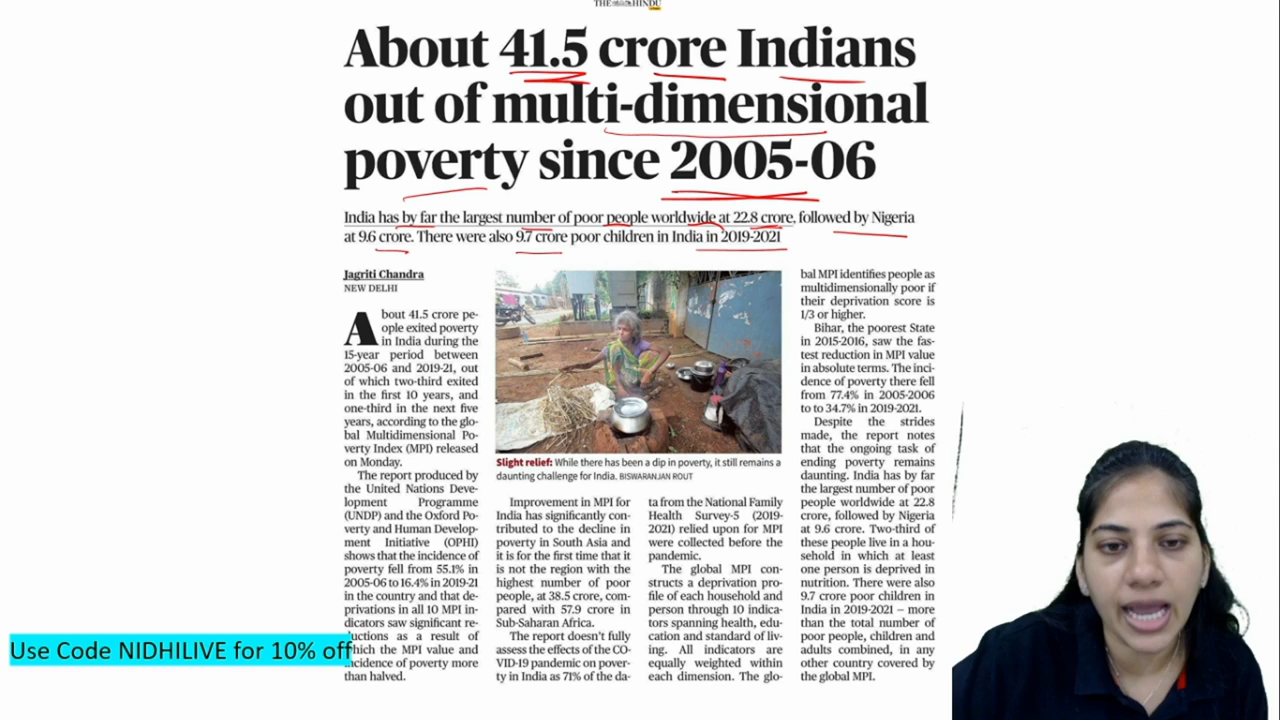 THE HINDU
About 41.5 crore Indians
out of multi-dimensional
poverty since 2005-06
India has by far the largest number of poor people worldwide at 22.8 crore, followed by Nigeria
at 9.6 crore. There were also 9.7 crore poor children in India in 2019-2021
Jagriti Chandra
NEW DELHI
About 41.5 crore pe-
ople exited poverty
in India during the
15-year period between
2005-06 and 2019-21, out
of which two-third exited
in the first 10 years, and
one-third in the next five
years, according to the glo-
bal Multidimensional Po-
verty Index (MPI) released
on Monday.
The report produced by
the United Nations Deve-
lopment Programme
(UNDP) and the Oxford Po-
verty and Human Develop-
ment Initiative (OPHI)
shows that the incidence of
poverty fell from 55.1% in
2005-06 to 16.4% in 2019-21
in the country and that de-
privations in all 10 MPI in-
dicators saw significant re-
ductions as a result of
which the MPI value and
incidence of poverty more
than halved.
Slight relief: While there has been a dip in poverty, it still remains a
daunting challenge for India. BISWARANJAN ROUT
Improvement in MPI for
India has significantly con-
tributed to the decline in
poverty in South Asia and
it is for the first time that it
is not the region with the
highest number of poor
people, at 38.5 crore, com-
pared with 57.9 crore in
Sub-Saharan Africa.
The report doesn't fully
assess the effects of the CO-
VID-19 pandemic on pover-
ty in India as 71% of the da-
ta from the National Family
Health Survey-5 (2019-
2021) relied upon for MPI
were collected before the
pandemic.
The global MPI con-
structs a deprivation pro-
file of each household and
person through 10 indica-
tors spanning health, edu-
cation and standard of liv-
ing. All indicators are
equally weighted within
each dimension. The glo-
bal MPI identifies people as
multidimensionally poor if
their deprivation score is
1/3 or higher.
Bihar, the poorest State
in 2015-2016, saw the fas-
test reduction in MPI value
in absolute terms. The inci-
dence of poverty there fell
from 77.4% in 2005-2006
to to 34.7% in 2019-2021.
Despite the strides
made, the report notes
that the ongoing task of
ending poverty remains
daunting. India has by far
the largest number of poor
people worldwide at 22.8
crore, followed by Nigeria
at 9.6 crore. Two-third of
these people live in a hou-
sehold in which at least
one person is deprived in
nutrition. There were also
9.7 crore poor children in
India in 2019-2021 — more
than the total number of
poor people, children and
adults combined, in any
other country covered by
the global MPI.
Use Code NIDHILIVE for 10% off